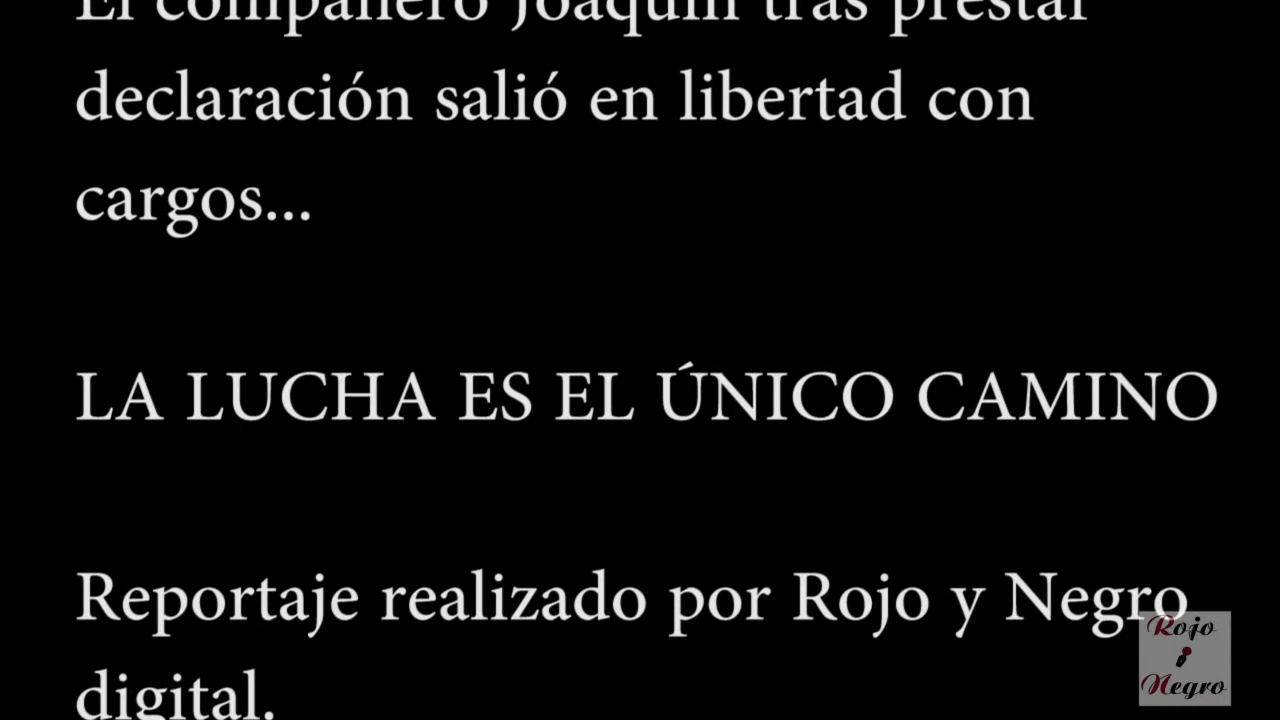 El compañero Joaquín tras prestar
declaración salió en libertad con
cargos...
LA LUCHA ES EL ÚNICO CAMINO
Reportaje realizado por Rojo y Negro
digital.
Rojo
y
Negro